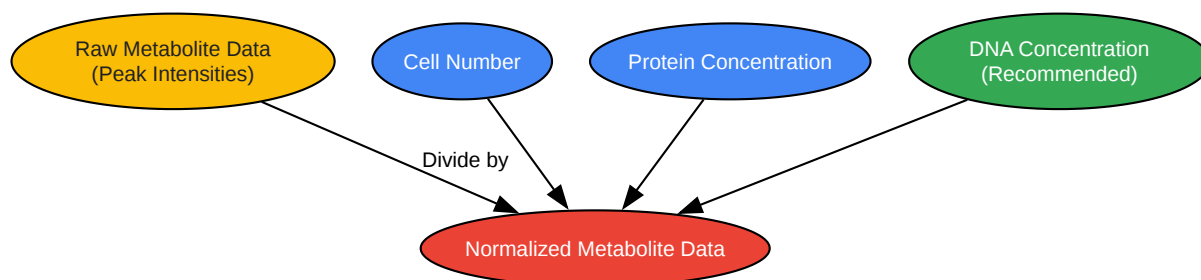 Raw Metabolite Data
(Peak Intensities)
Cell Number
Protein Concentration
DNA Concentration
(Recommended)
Divide by
Normalized Metabolite Data